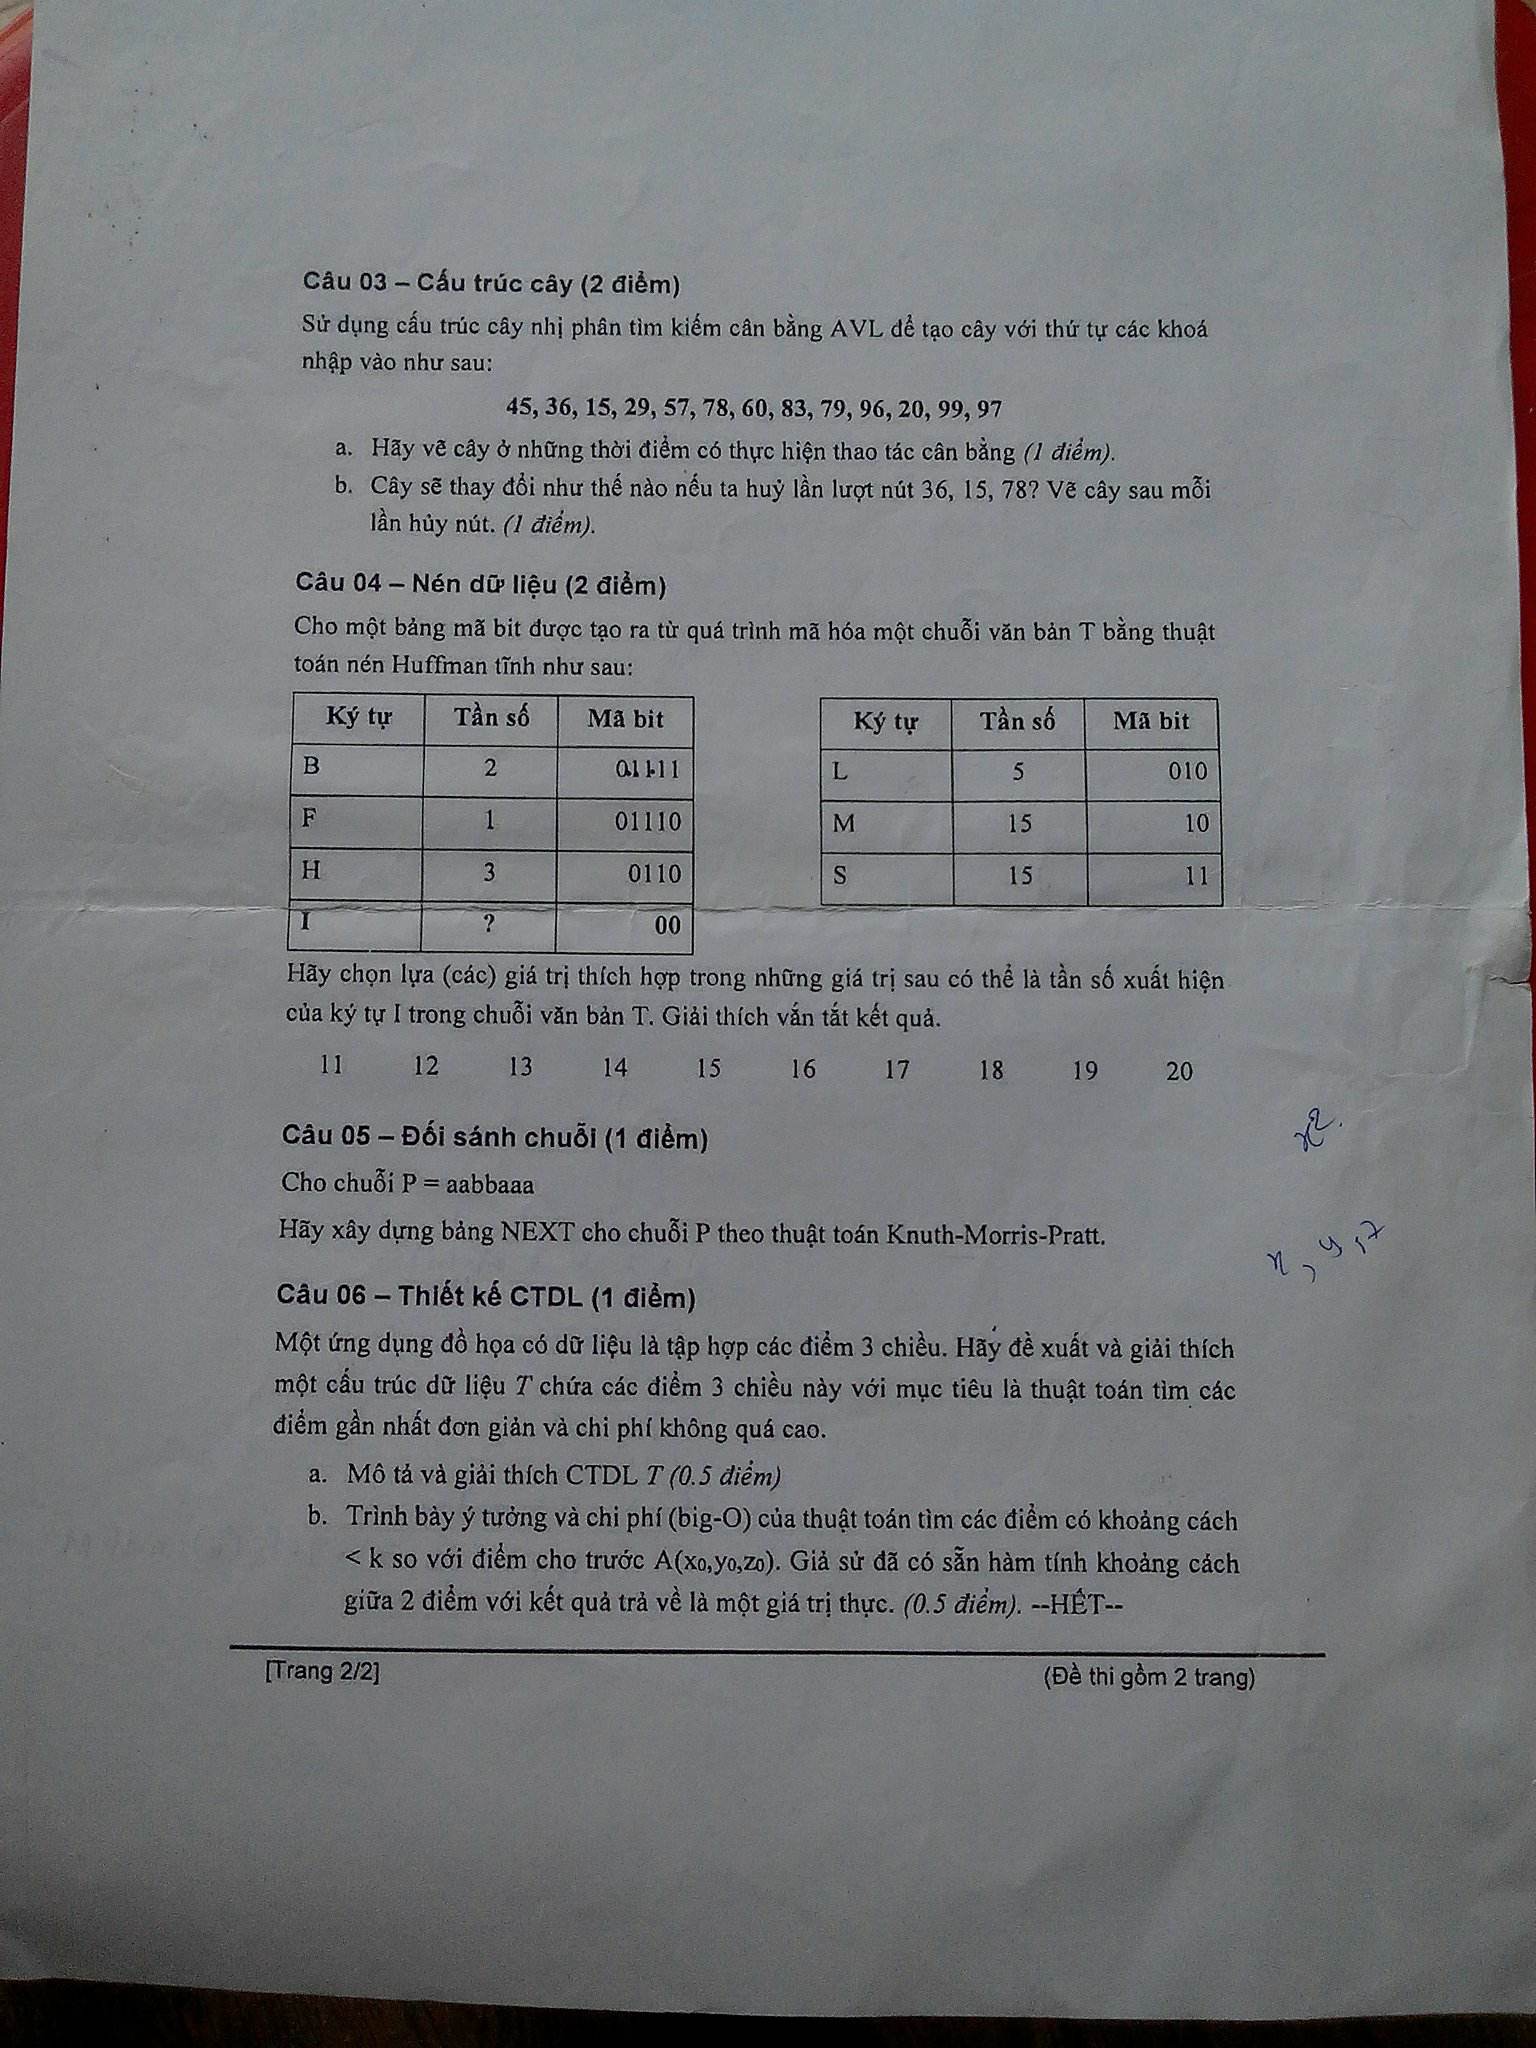 Câu 03 – Cấu trúc cây (2 điểm)
Sử dụng cấu trúc cây nhị phân tìm kiếm cân bằng AVL để tạo cây với thứ tự các khoá
nhập vào như sau:
45, 36, 15, 29, 57, 78, 60, 83, 79, 96, 20, 99, 97
a. Hãy vẽ cây ở những thời điểm có thực hiện thao tác cân bằng (1 điểm).
b. Cây sẽ thay đổi như thế nào nếu ta huỷ lần lượt nút 36, 15, 78? Vẽ cây sau mỗi
lần hủy nút. (1 điểm).
Câu 04 – Nén dữ liệu (2 điểm)
Cho một bảng mã bit được tạo ra từ quá trình mã hóa một chuỗi văn bản T bằng thuật
toán nén Huffman tĩnh như sau:
Ký tự Tần số Mã bit
B 2 01111
F 1 01110
H 3 0110
I ? 00
Ký tự Tần số Mã bit
L 5 010
M 15 10
S 15 11
Hãy chọn lựa (các) giá trị thích hợp trong những giá trị sau có thể là tần số xuất hiện
của ký tự I trong chuỗi văn bản T. Giải thích vắn tắt kết quả.
11 12 13 14 15 16 17 18 19 20
Câu 05 – Đối sánh chuỗi (1 điểm)
Cho chuỗi P = aabbaaa
Hãy xây dựng bảng NEXT cho chuỗi P theo thuật toán Knuth-Morris-Pratt.
Câu 06 – Thiết kế CTDL (1 điểm)
Một ứng dụng đồ họa có dữ liệu là tập hợp các điểm 3 chiều. Hãy đề xuất và giải thích
một cấu trúc dữ liệu T chứa các điểm 3 chiều này với mục tiêu là thuật toán tìm các
điểm gần nhất đơn giản và chi phí không quá cao.
a. Mô tả và giải thích CTDL T (0.5 điểm)
b. Trình bày ý tưởng và chi phí (big-O) của thuật toán tìm các điểm có khoảng cách
< k so với điểm cho trước A(x₀,y₀,z₀). Giả sử đã có sẵn hàm tính khoảng cách
giữa 2 điểm với kết quả trả về là một giá trị thực. (0.5 điểm). --HẾT--
[Trang 2/2] (Đề thi gồm 2 trang)